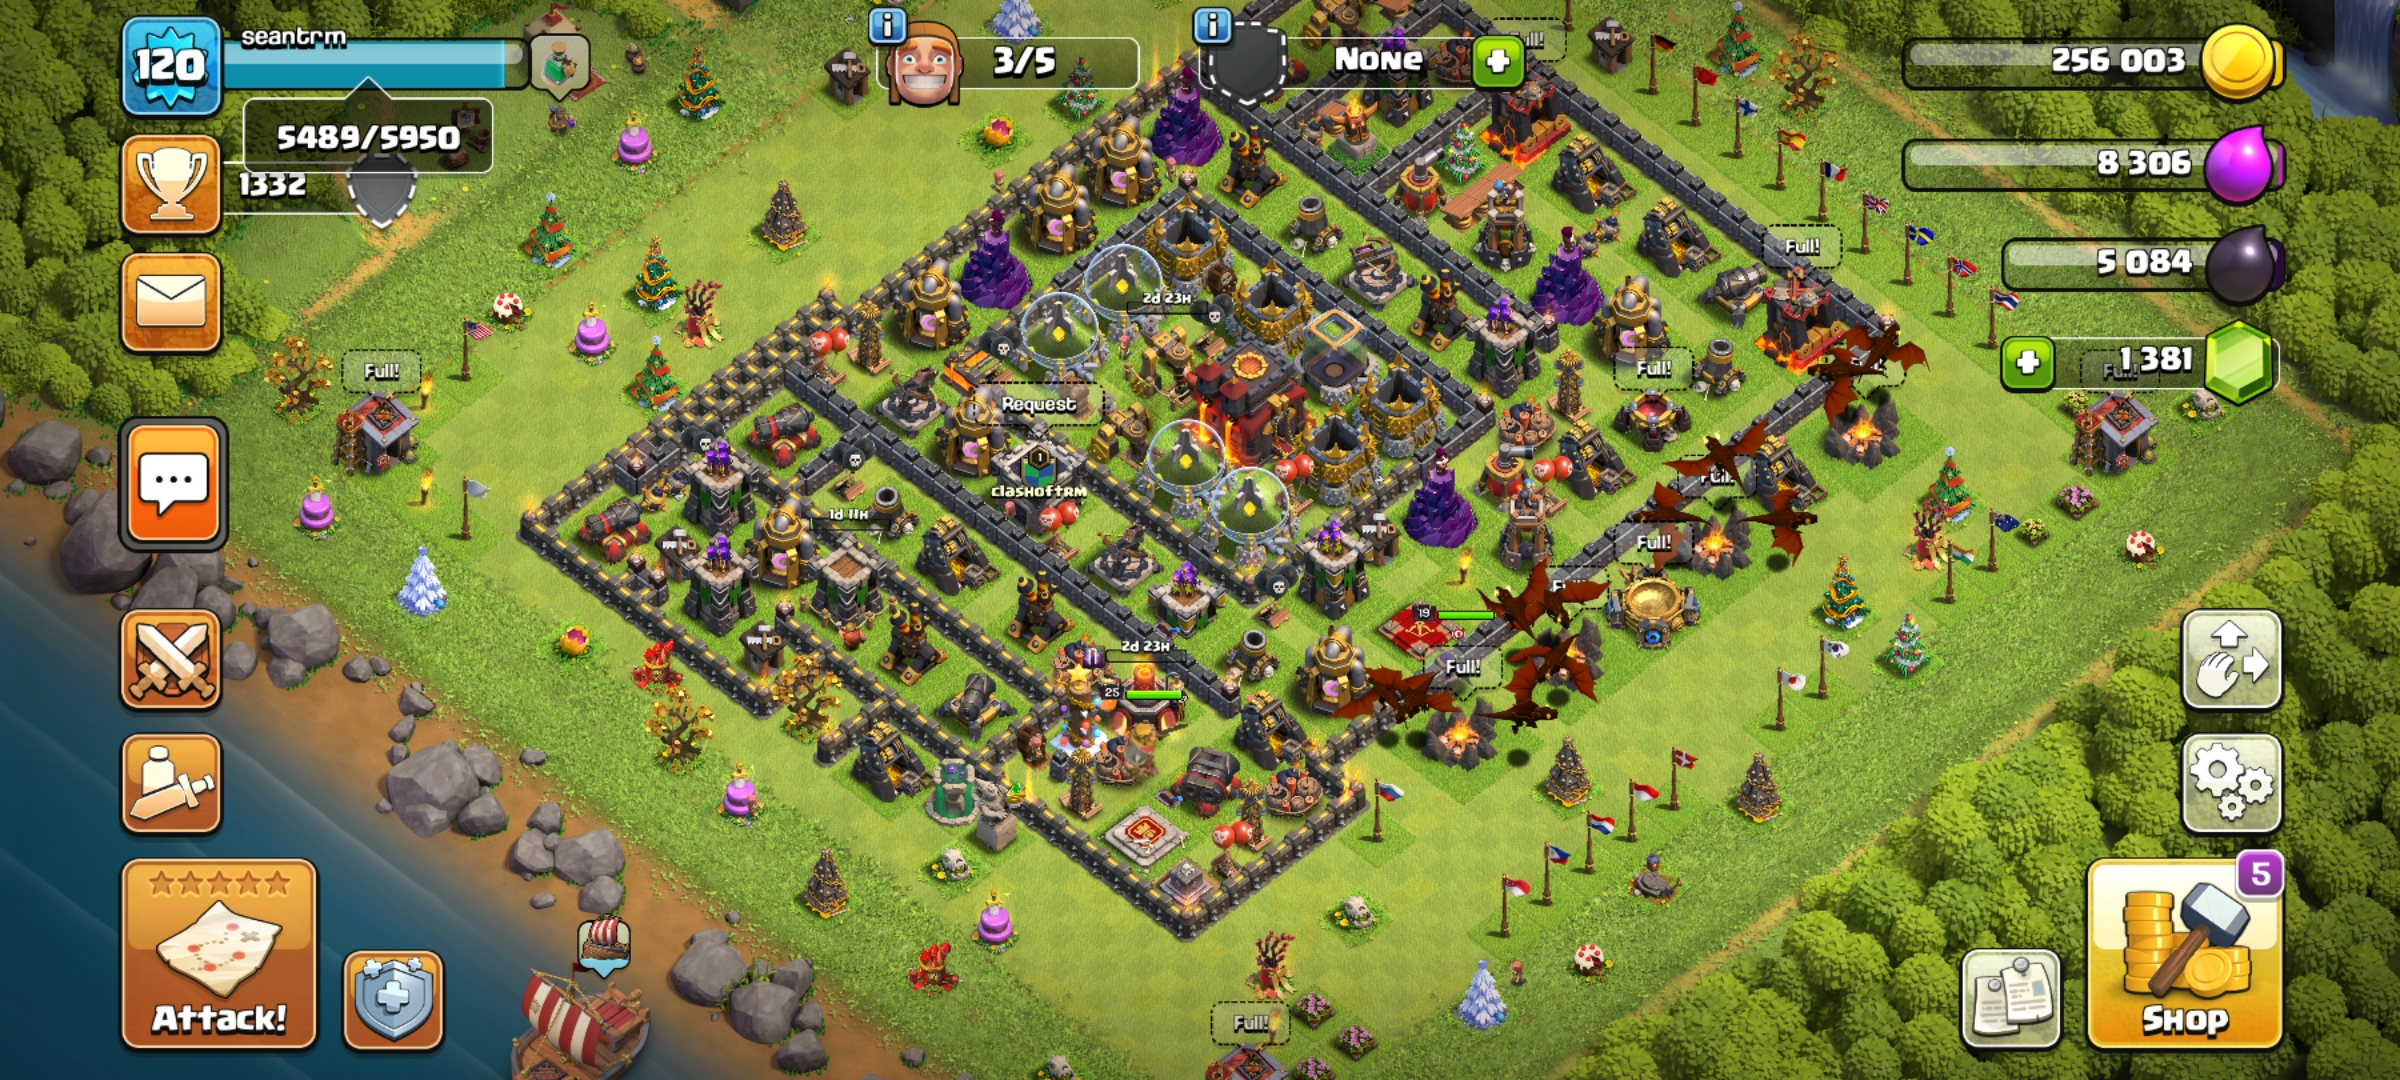 120
seantrm
3/5
None
256 003
5489/5950
1332
8 306
5 084
1 381
Full!
Full!
Full!
2d 23H
Request
clashoftrm
1d 11H
Full!
19
2d 23H
25
Full!
5
Attack!
Full!
Shop